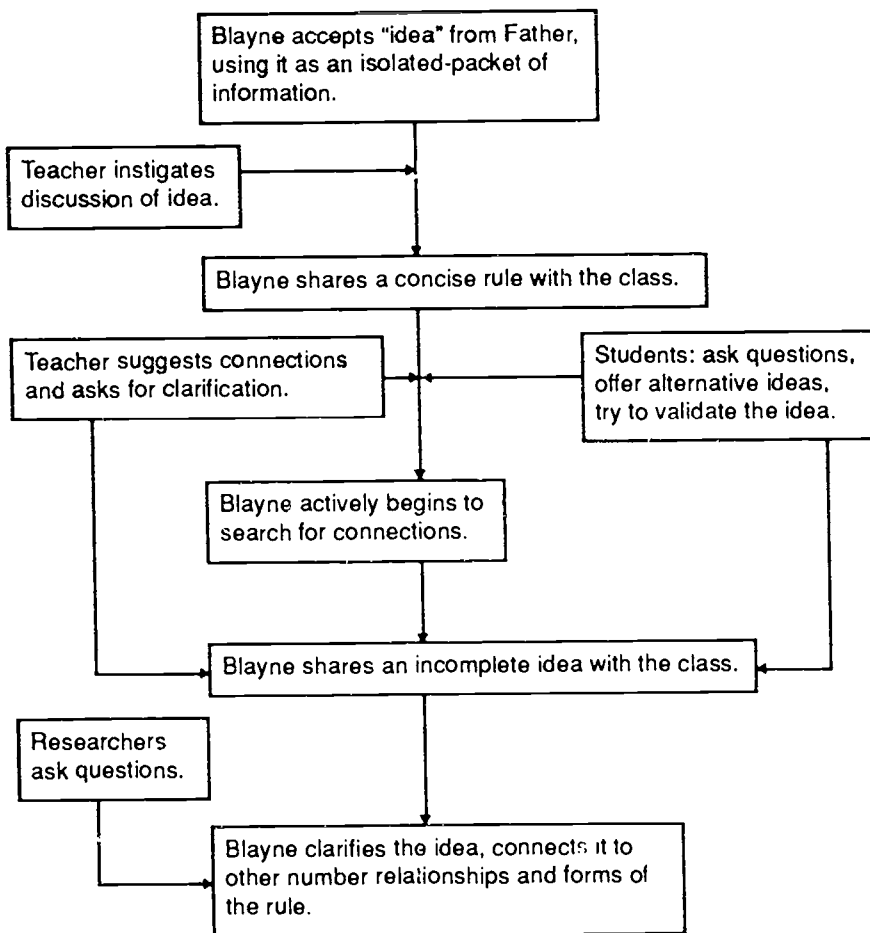 Blayne accepts "idea" from Father,
using it as an isolated-packet of
information.
Teacher instigates
discussion of idea.
Blayne shares a concise rule with the class.
Teacher suggests connections
and asks for clarification.
Students: ask questions,
offer alternative ideas,
try to validate the idea.
Blayne actively begins to
search for connections.
Blayne shares an incomplete idea with the class.
Researchers
ask questions.
Blayne clarifies the idea, connects it to
other number relationships and forms of
the rule.